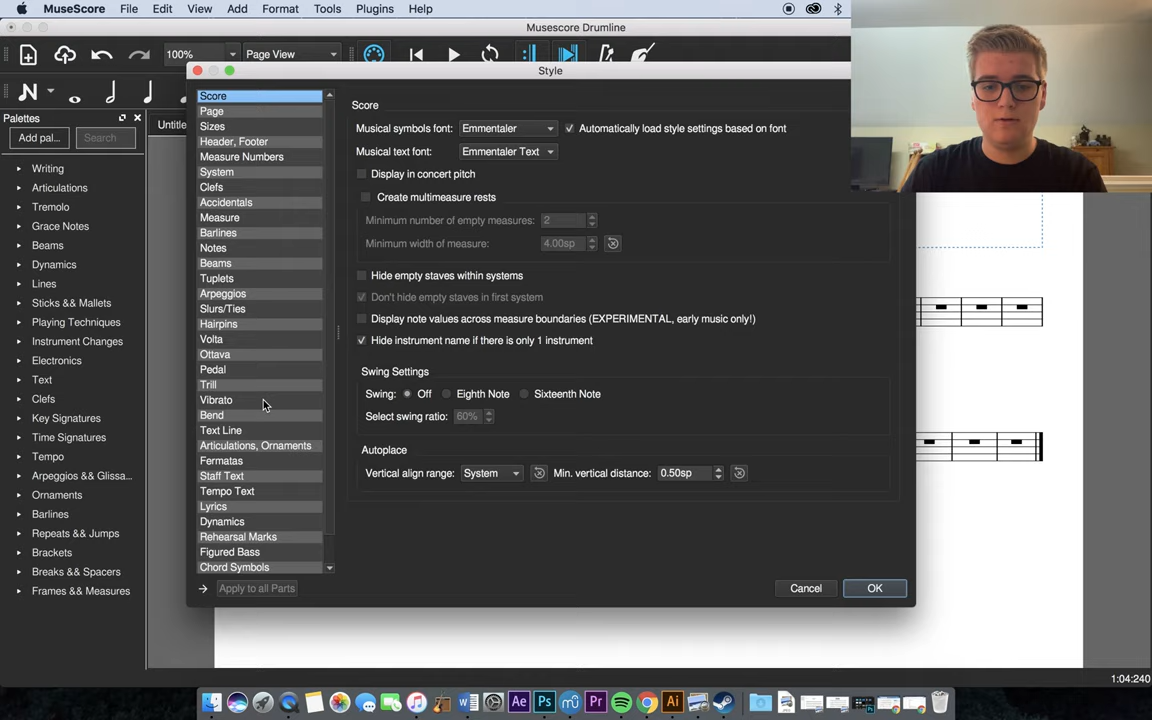 MuseScore File Edit View Add Format Tools Plugins Help
Musescore Drumline
100% Page View
Style
Palettes
Untitle
Add pal... Search
Writing
Articulations
Tremolo
Grace Notes
Beams
Dynamics
Lines
Sticks && Mallets
Playing Techniques
Instrument Changes
Electronics
Text
Clefs
Key Signatures
Time Signatures
Tempo
Arpeggios && Glissa...
Ornaments
Barlines
Repeats && Jumps
Brackets
Breaks && Spacers
Frames && Measures
Score
Page
Sizes
Header, Footer
Measure Numbers
System
Clefs
Accidentals
Measure
Barlines
Notes
Beams
Tuplets
Arpeggios
Slurs/Ties
Hairpins
Volta
Ottava
Pedal
Trill
Vibrato
Bend
Text Line
Articulations, Ornaments
Fermatas
Staff Text
Tempo Text
Lyrics
Dynamics
Rehearsal Marks
Figured Bass
Chord Symbols
Apply to all Parts
Score
Musical symbols font: Emmentaler Automatically load style settings based on font
Musical text font: Emmentaler Text
Display in concert pitch
Create multimeasure rests
Minimum number of empty measures: 2
Minimum width of measure: 4.00sp
Hide empty staves within systems
Don't hide empty staves in first system
Display note values across measure boundaries (EXPERIMENTAL, early music only!)
Hide instrument name if there is only 1 instrument
Swing Settings
Swing: Off Eighth Note Sixteenth Note
Select swing ratio: 60%
Autoplace
Vertical align range: System Min. vertical distance: 0.50sp
Cancel OK
1:04:240
Ae Ps Pr Ai